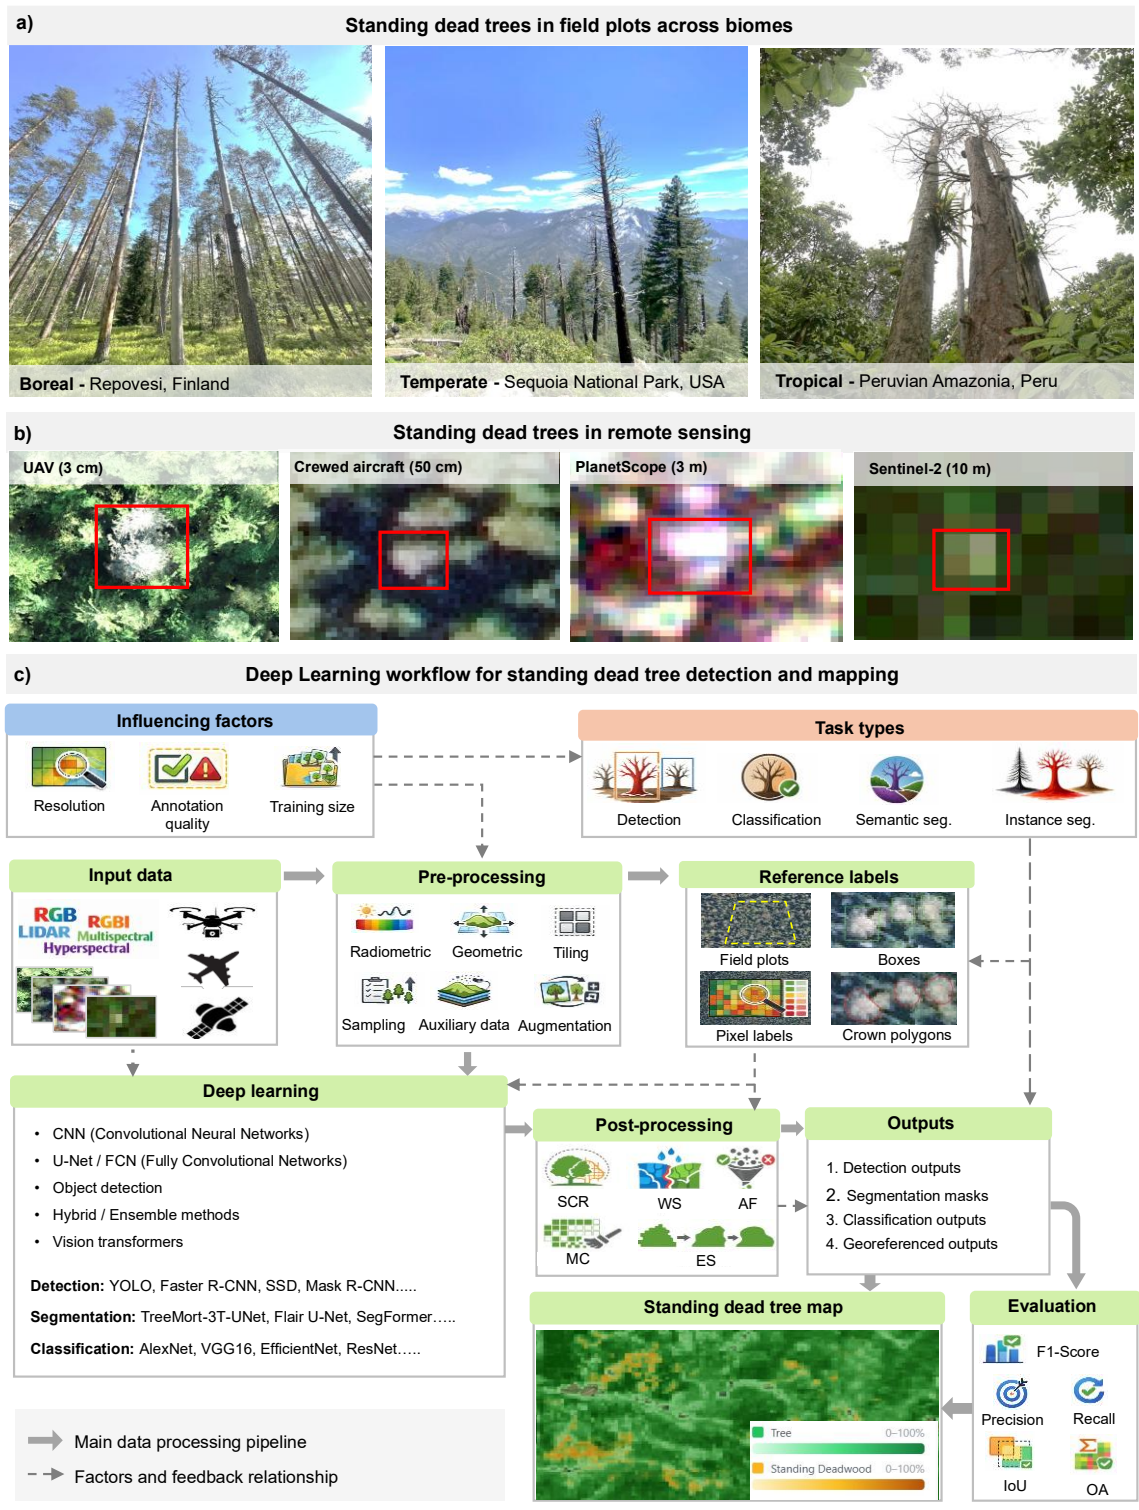 a)
Standing dead trees in field plots across biomes
Boreal - Repovesi, Finland
Temperate - Sequoia National Park, USA
Tropical - Peruvian Amazonia, Peru
b)
Standing dead trees in remote sensing
UAV (3 cm)
Crewed aircraft (50 cm)
PlanetScope (3 m)
Sentinel-2 (10 m)
c)
Deep Learning workflow for standing dead tree detection and mapping
Influencing factors
Resolution
Annotation
quality
Training size
Task types
Detection
Classification
Semantic seg.
Instance seg.
Input data
RGB
RGBI
LIDAR
Multispectral
Hyperspectral
Pre-processing
Radiometric
Geometric
Tiling
Sampling
Auxiliary data
Augmentation
Reference labels
Field plots
Boxes
Pixel labels
Crown polygons
Deep learning
• CNN (Convolutional Neural Networks)
• U-Net / FCN (Fully Convolutional Networks)
• Object detection
• Hybrid / Ensemble methods
• Vision transformers
Detection: YOLO, Faster R-CNN, SSD, Mask R-CNN.....
Segmentation: TreeMort-3T-UNet, Flair U-Net, SegFormer…..
Classification: AlexNet, VGG16, EfficientNet, ResNet…..
Post-processing
SCR
WS
AF
MC
ES
Outputs
1. Detection outputs
2. Segmentation masks
3. Classification outputs
4. Georeferenced outputs
Standing dead tree map
Tree
0–100%
Standing Deadwood
0–100%
Evaluation
F1-Score
Precision
Recall
IoU
Σ
OA
Main data processing pipeline
Factors and feedback relationship